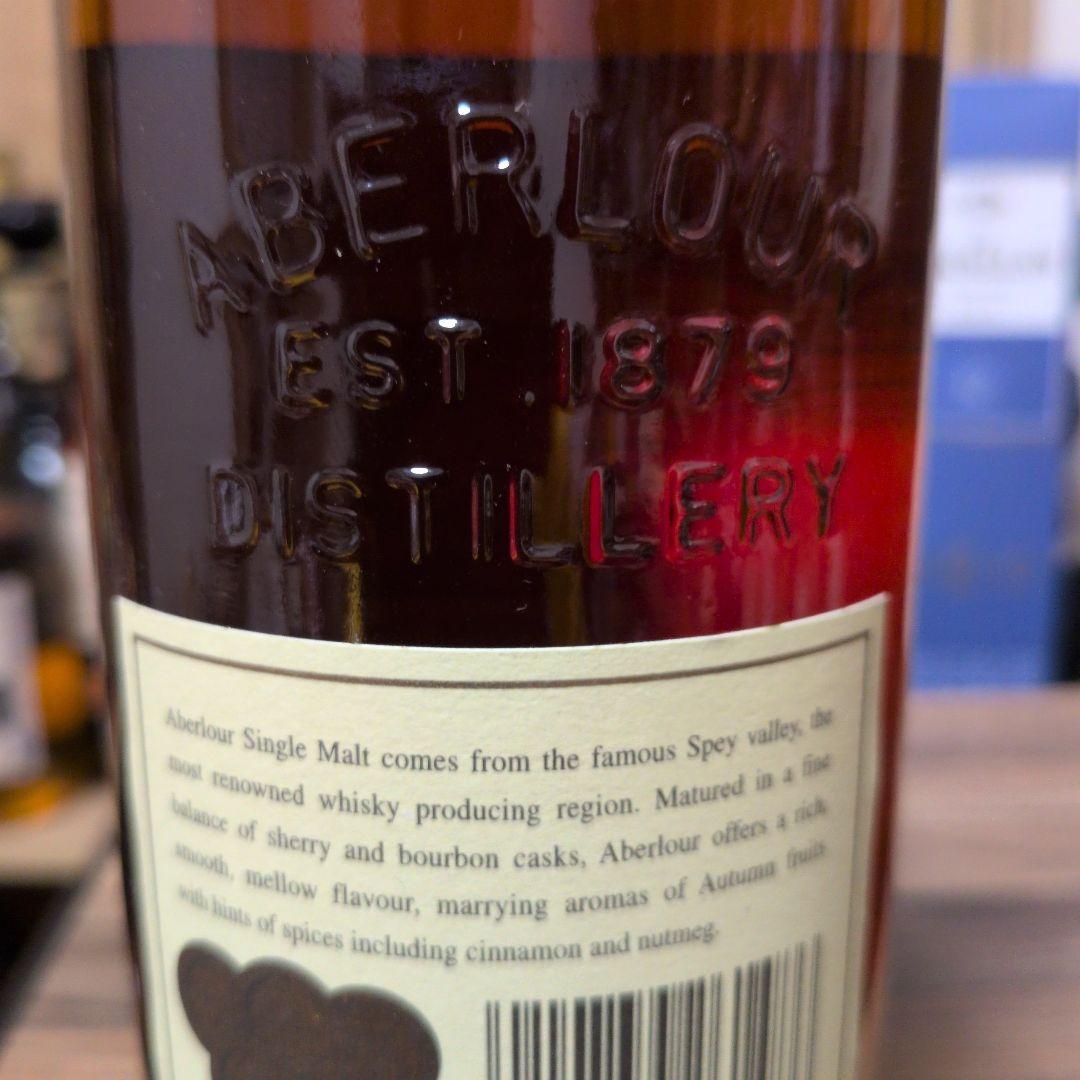 ABERLOUR
EST. 1879
DISTILLERY
Aberlour Single Malt comes from the famous Spey valley, the
most renowned whisky producing region. Matured in a fine
balance of sherry and bourbon casks, Aberlour offers a rich,
smooth, mellow flavour, marrying aromas of Autumn fruits
with hints of spices including cinnamon and nutmeg.